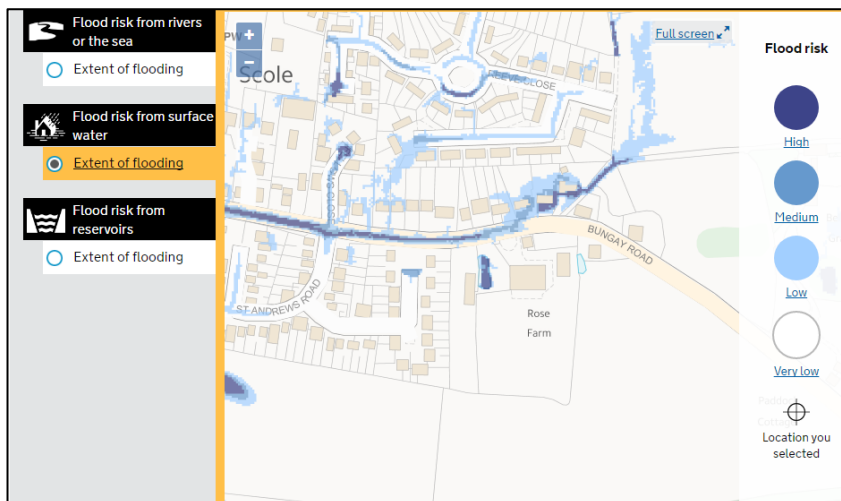 Flood risk from rivers
or the sea
Extent of flooding
Flood risk from surface
water
Extent of flooding
Flood risk from
reservoirs
Extent of flooding
PW
+
−
Scole
Full screen
CLOSE
BUNGAY ROAD
ST ANDREWS ROAD
Rose
Farm
Flood risk
High
Medium
Low
Very low
Location you
selected